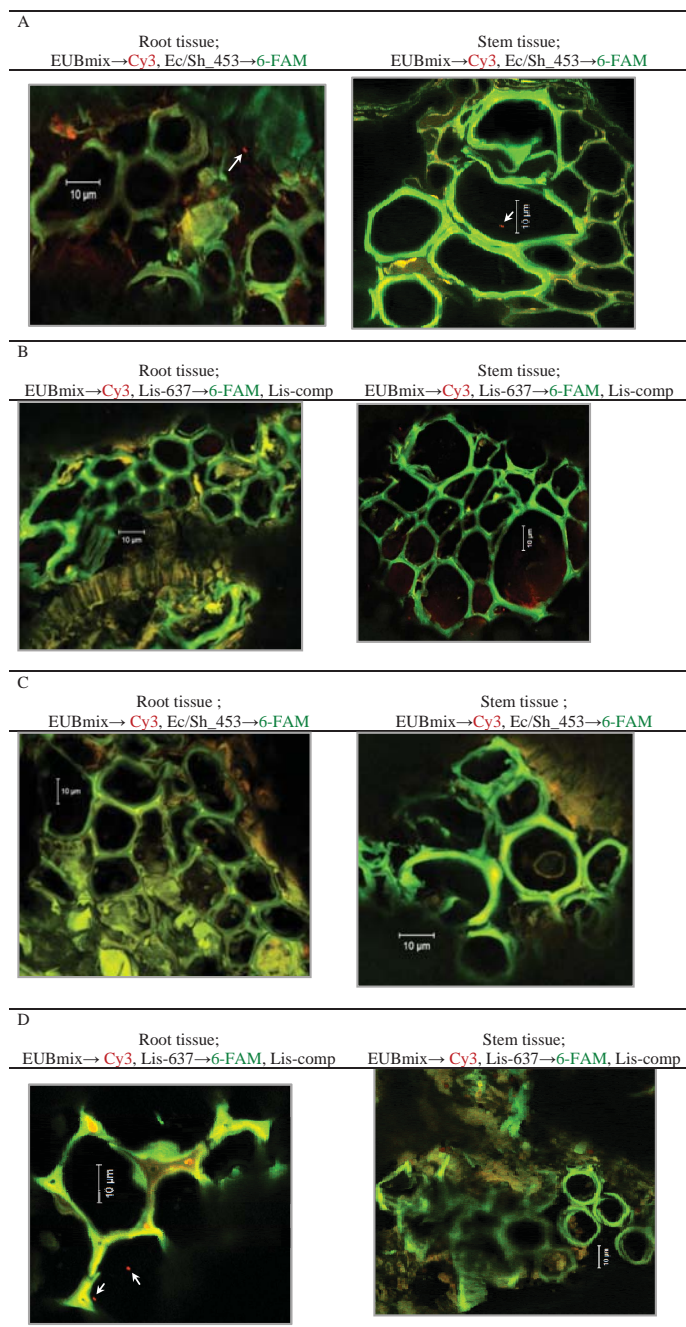 A
Root tissue;
EUBmix→Cy3, Ec/Sh_453→6-FAM
Stem tissue;
EUBmix→Cy3, Ec/Sh_453→6-FAM
10 µm
10 µm
B
Root tissue;
EUBmix→Cy3, Lis-637→6-FAM, Lis-comp
Stem tissue;
EUBmix→Cy3, Lis-637→6-FAM, Lis-comp
10 µm
10 µm
C
Root tissue ;
EUBmix→ Cy3, Ec/Sh_453→6-FAM
Stem tissue ;
EUBmix→Cy3, Ec/Sh_453→6-FAM
10 µm
10 µm
D
Root tissue;
EUBmix→ Cy3, Lis-637→6-FAM, Lis-comp
Stem tissue;
EUBmix→ Cy3, Lis-637→6-FAM, Lis-comp
10 µm
10 µm